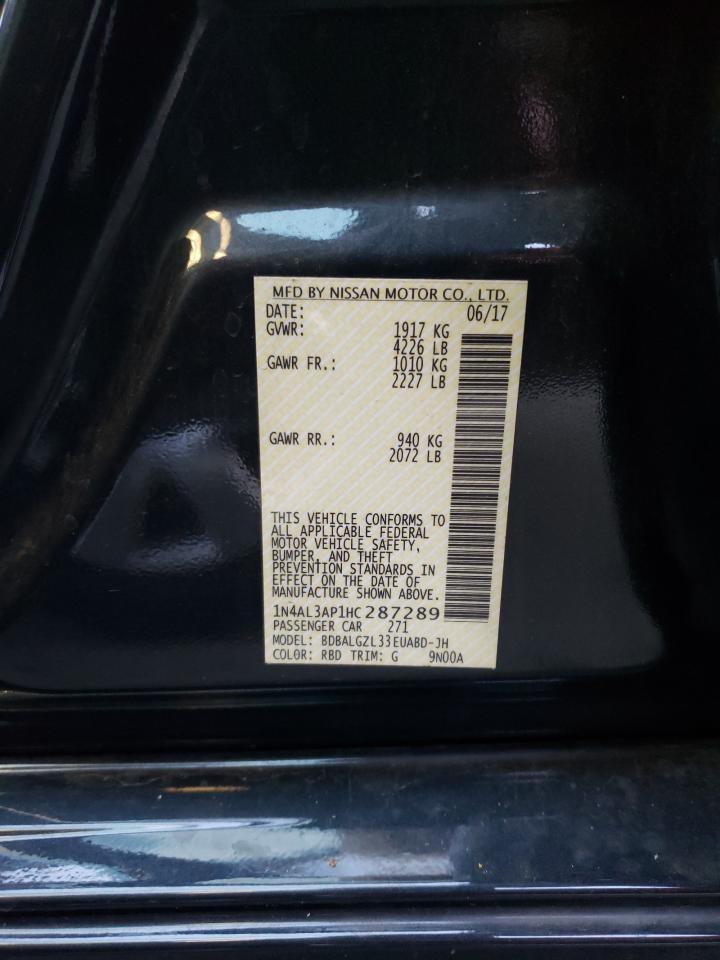 MFD BY NISSAN MOTOR CO., LTD.
DATE: 06/17
GVWR: 1917 KG
4226 LB
GAWR FR.: 1010 KG
2227 LB
GAWR RR.: 940 KG
2072 LB
THIS VEHICLE CONFORMS TO
ALL APPLICABLE FEDERAL
MOTOR VEHICLE SAFETY,
BUMPER, AND THEFT
PREVENTION STANDARDS IN
EFFECT ON THE DATE OF
MANUFACTURE SHOWN ABOVE.
1N4AL3AP1HC287289
PASSENGER CAR 271
MODEL: BDBALGZL33EUABD-JH
COLOR: RBD TRIM: G 9N00A